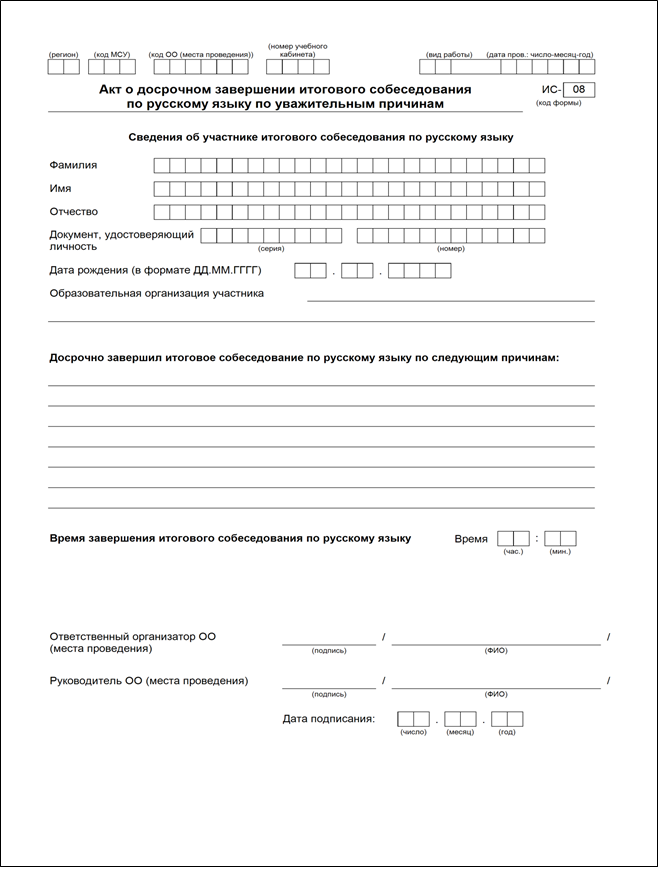 (регион) (код МСУ) (код ОО (места проведения)) (номер учебного кабинета) (вид работы) (дата пров.: число-месяц-год)
Акт о досрочном завершении итогового собеседования
по русскому языку по уважительным причинам
ИС- 08
(код формы)
Сведения об участнике итогового собеседования по русскому языку
Фамилия
Имя
Отчество
Документ, удостоверяющий
личность
(серия) (номер)
Дата рождения (в формате ДД.ММ.ГГГГ) . .
Образовательная организация участника
Досрочно завершил итоговое собеседование по русскому языку по следующим причинам:
Время завершения итогового собеседования по русскому языку Время :
(час.) (мин.)
Ответственный организатор ОО / /
(места проведения) (подпись) (ФИО)
Руководитель ОО (места проведения) / /
(подпись) (ФИО)
Дата подписания: . .
(число) (месяц) (год)